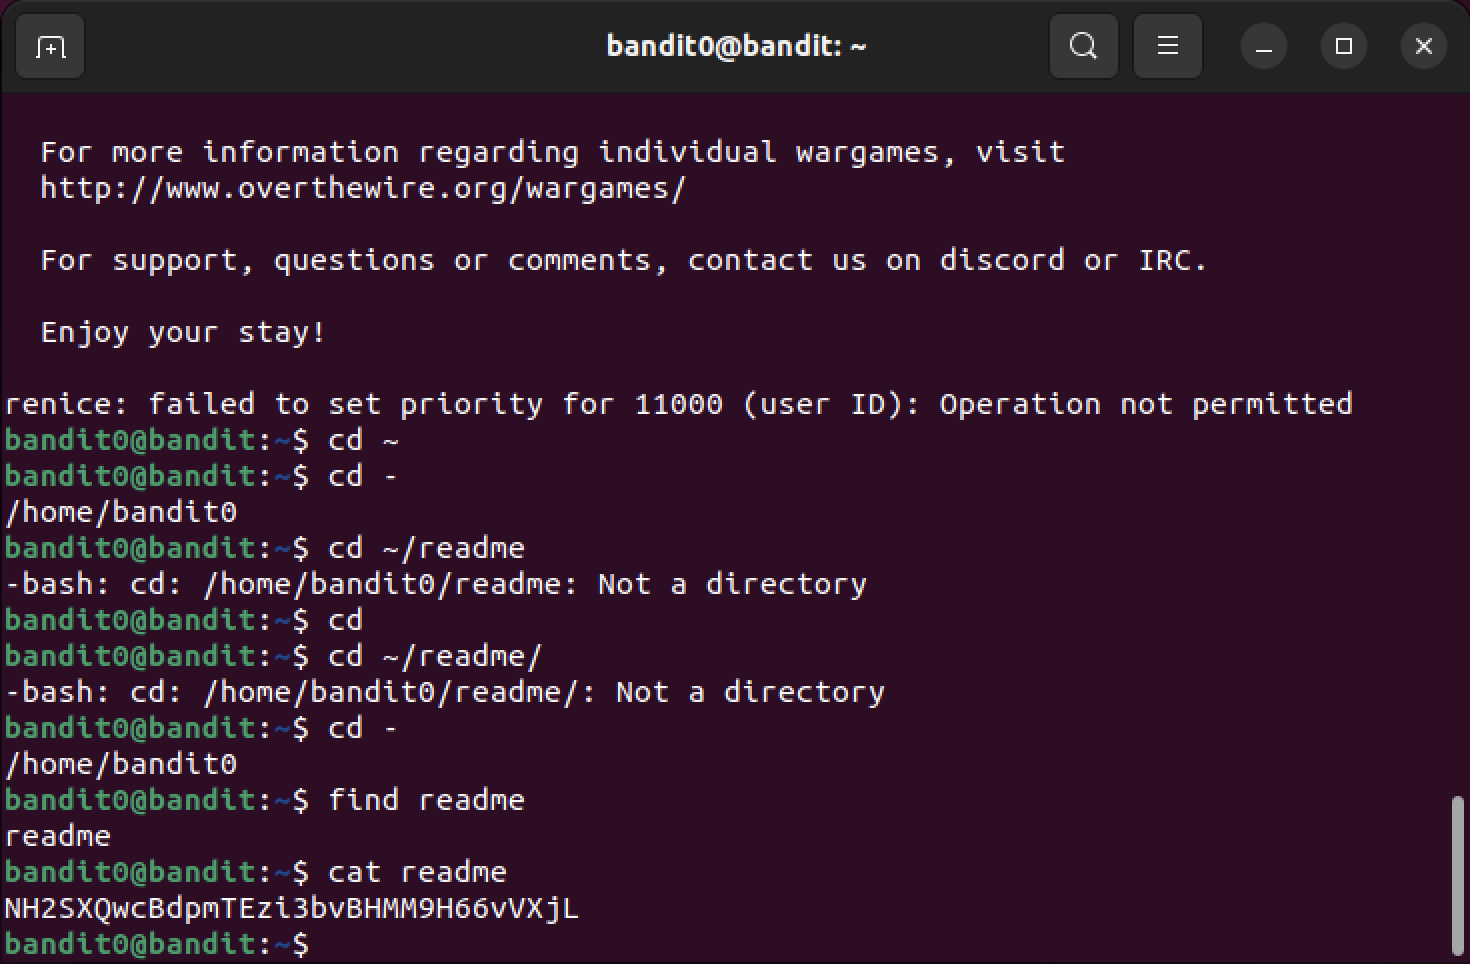 bandit0@bandit: ~
For more information regarding individual wargames, visit
http://www.overthewire.org/wargames/
For support, questions or comments, contact us on discord or IRC.
Enjoy your stay!
renice: failed to set priority for 11000 (user ID): Operation not permitted
bandit0@bandit:~$ cd ~
bandit0@bandit:~$ cd -
/home/bandit0
bandit0@bandit:~$ cd ~/readme
-bash: cd: /home/bandit0/readme: Not a directory
bandit0@bandit:~$ cd
bandit0@bandit:~$ cd ~/readme/
-bash: cd: /home/bandit0/readme/: Not a directory
bandit0@bandit:~$ cd -
/home/bandit0
bandit0@bandit:~$ find readme
readme
bandit0@bandit:~$ cat readme
NH2SXQwcBdpmTEzi3bvBHMM9H66vVXjL
bandit0@bandit:~$